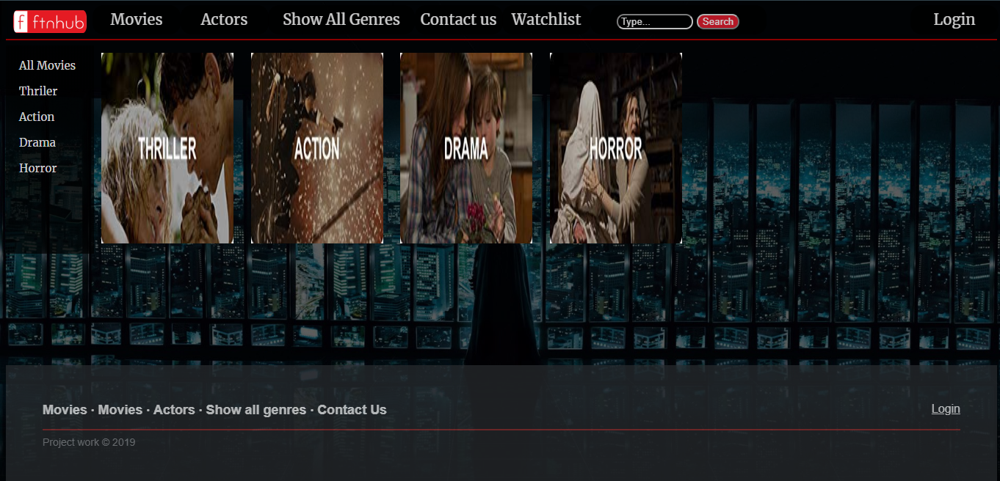 f ftnhub Movies Actors Show All Genres Contact us Watchlist Type... Search Login
All Movies
Thriler
Action
Drama
Horror
THRILLER ACTION DRAMA HORROR
Movies · Movies · Actors · Show all genres · Contact Us Login
Project work © 2019